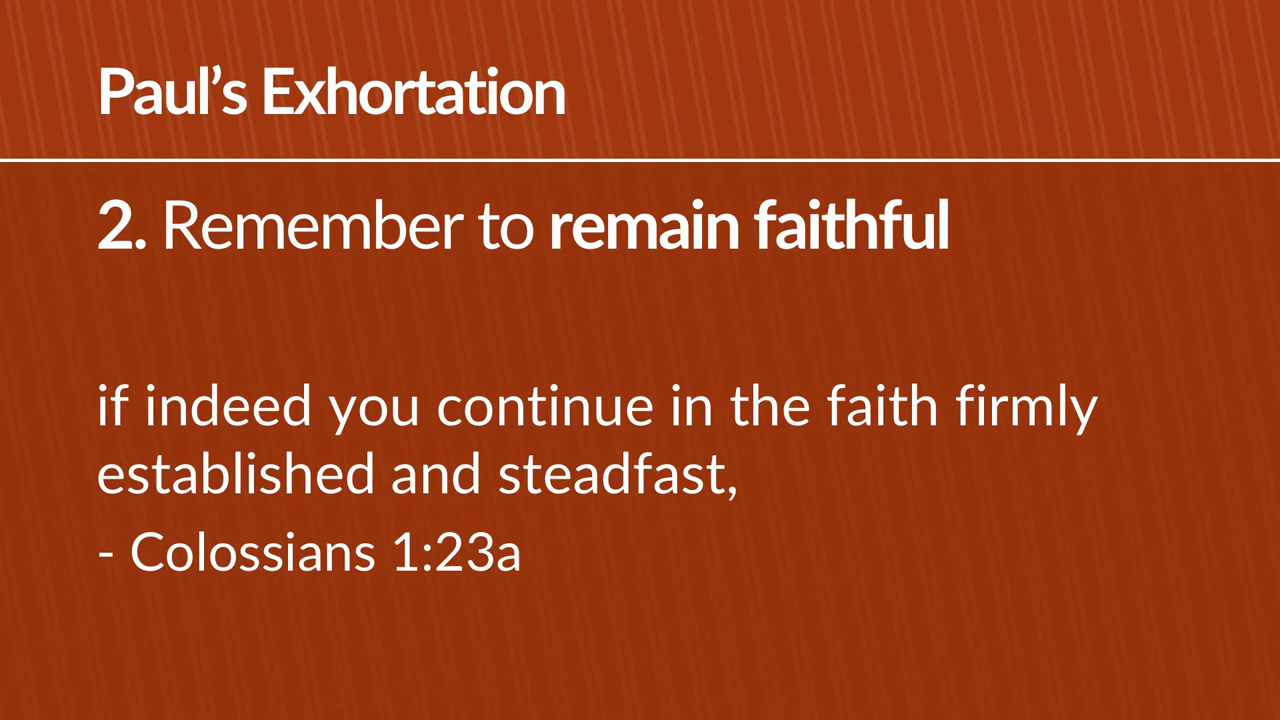 Paul’s Exhortation
2. Remember to remain faithful
if indeed you continue in the faith firmly
established and steadfast,
- Colossians 1:23a